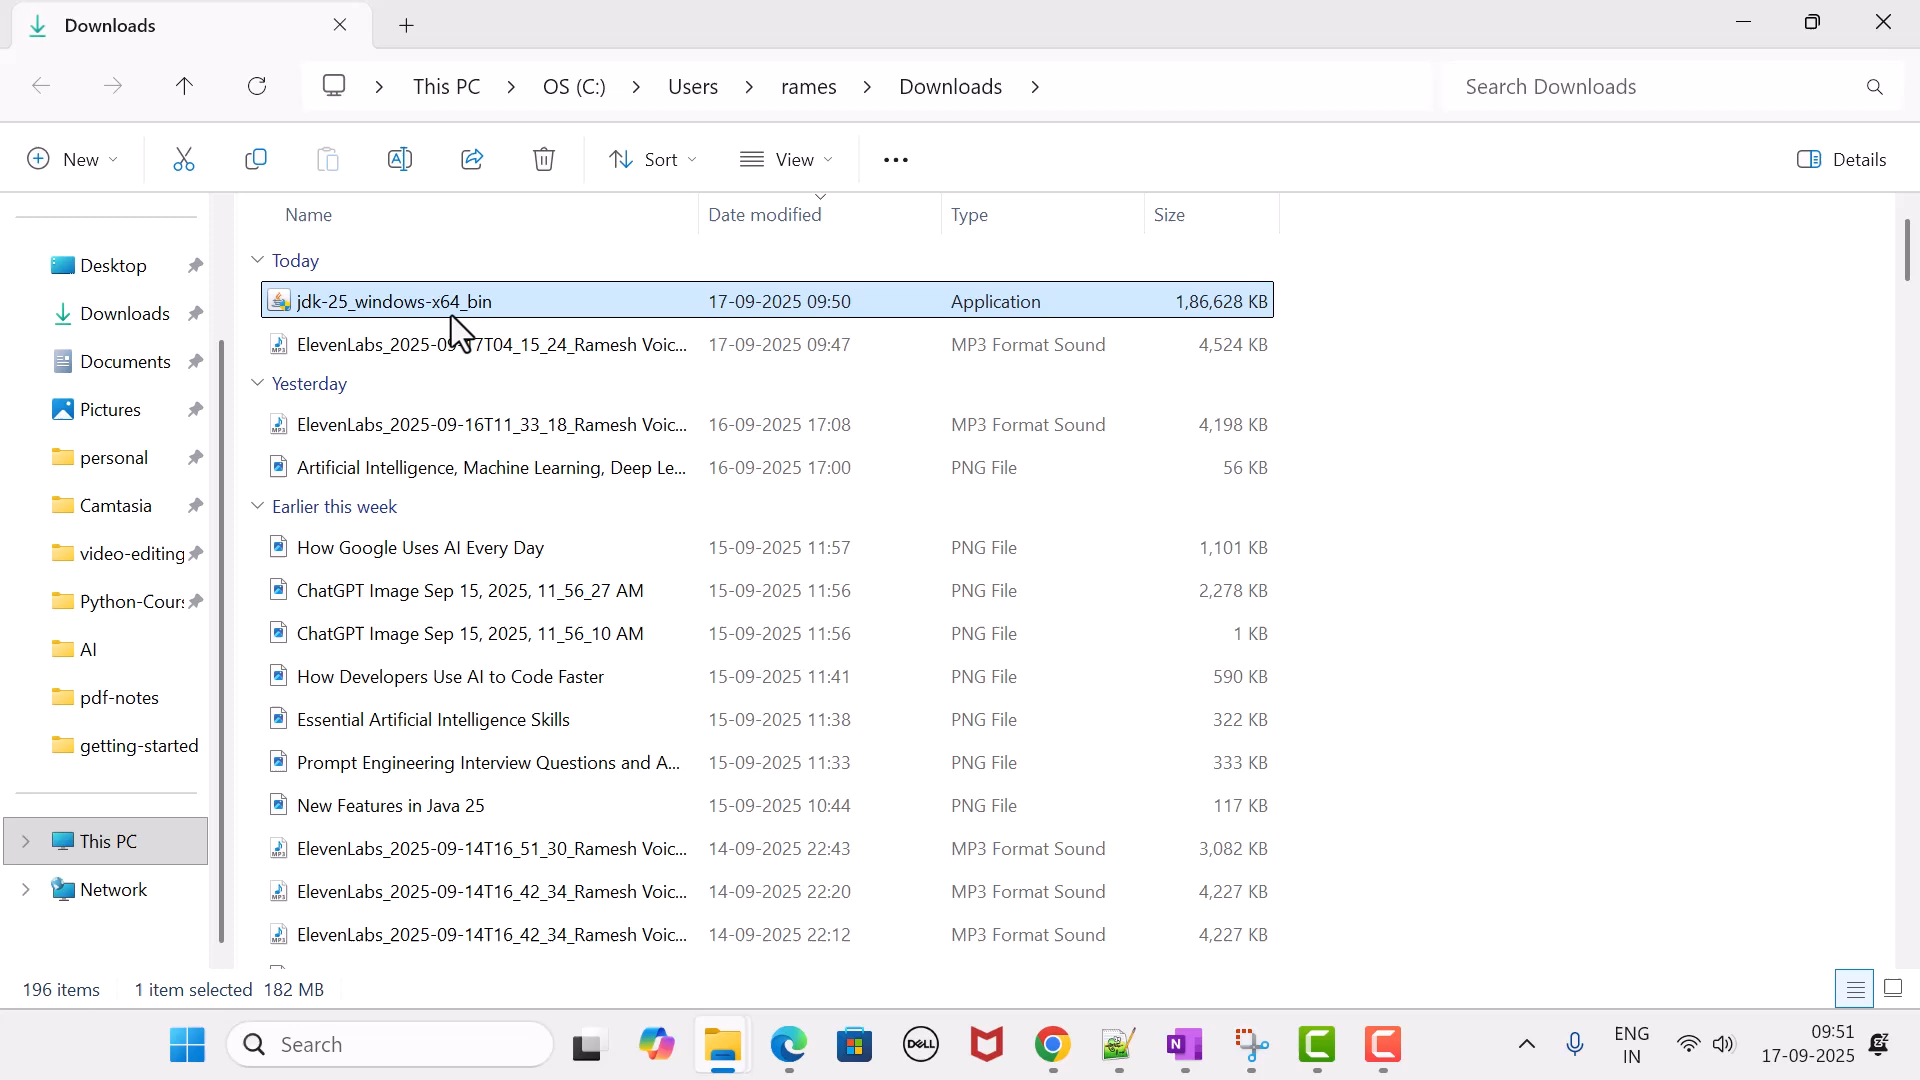 Downloads
This PC OS (C:) Users rames Downloads
Search Downloads
New
Sort
View
Details
Name Date modified Type Size
Today
jdk-25_windows-x64_bin 17-09-2025 09:50 Application 1,86,628 KB
ElevenLabs_2025-09-17T04_15_24_Ramesh Voic... 17-09-2025 09:47 MP3 Format Sound 4,524 KB
Yesterday
ElevenLabs_2025-09-16T11_33_18_Ramesh Voic... 16-09-2025 17:08 MP3 Format Sound 4,198 KB
Artificial Intelligence, Machine Learning, Deep Le... 16-09-2025 17:00 PNG File 56 KB
Earlier this week
How Google Uses AI Every Day 15-09-2025 11:57 PNG File 1,101 KB
ChatGPT Image Sep 15, 2025, 11_56_27 AM 15-09-2025 11:56 PNG File 2,278 KB
ChatGPT Image Sep 15, 2025, 11_56_10 AM 15-09-2025 11:56 PNG File 1 KB
How Developers Use AI to Code Faster 15-09-2025 11:41 PNG File 590 KB
Essential Artificial Intelligence Skills 15-09-2025 11:38 PNG File 322 KB
Prompt Engineering Interview Questions and A... 15-09-2025 11:33 PNG File 333 KB
New Features in Java 25 15-09-2025 10:44 PNG File 117 KB
ElevenLabs_2025-09-14T16_51_30_Ramesh Voic... 14-09-2025 22:43 MP3 Format Sound 3,082 KB
ElevenLabs_2025-09-14T16_42_34_Ramesh Voic... 14-09-2025 22:20 MP3 Format Sound 4,227 KB
ElevenLabs_2025-09-14T16_42_34_Ramesh Voic... 14-09-2025 22:12 MP3 Format Sound 4,227 KB
Desktop
Downloads
Documents
Pictures
personal
Camtasia
video-editing
Python-Cour
AI
pdf-notes
getting-started
This PC
Network
196 items 1 item selected 182 MB
Search
DELL
ENG
IN
09:51
17-09-2025